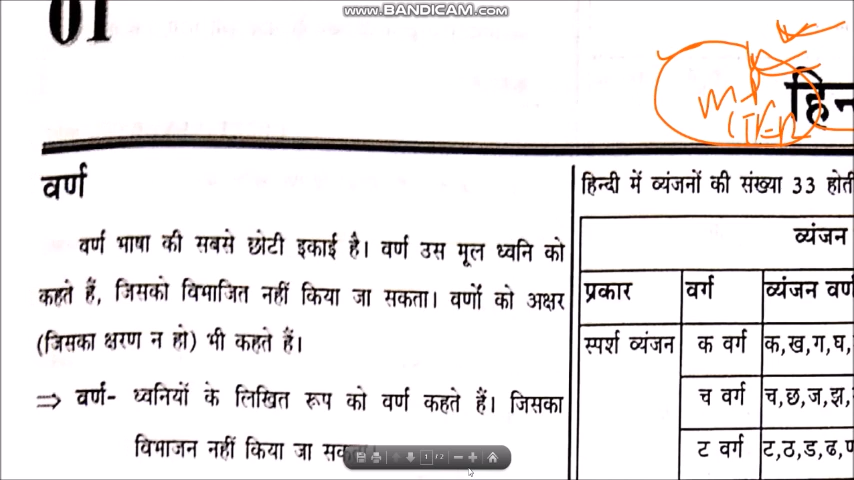 WWW.BANDICAM.COM
01
वर्ण
वर्ण भाषा की सबसे छोटी इकाई है। वर्ण उस मूल ध्वनि को
कहते हैं, जिसको विभाजित नहीं किया जा सकता। वर्णों को अक्षर
(जिसका क्षरण न हो) भी कहते हैं।
⇒ वर्ण- ध्वनियों के लिखित रूप को वर्ण कहते हैं। जिसका
विभाजन नहीं किया जा
1 / 2
हिन्दी में व्यंजनों की संख्या 33
व्यंजन
प्रकार वर्ग व्यंजन
स्पर्श व्यंजन क वर्ग क,ख,ग,घ,
च वर्ग च,छ,ज,झ,
ट वर्ग ट,ठ,ड,ढ,